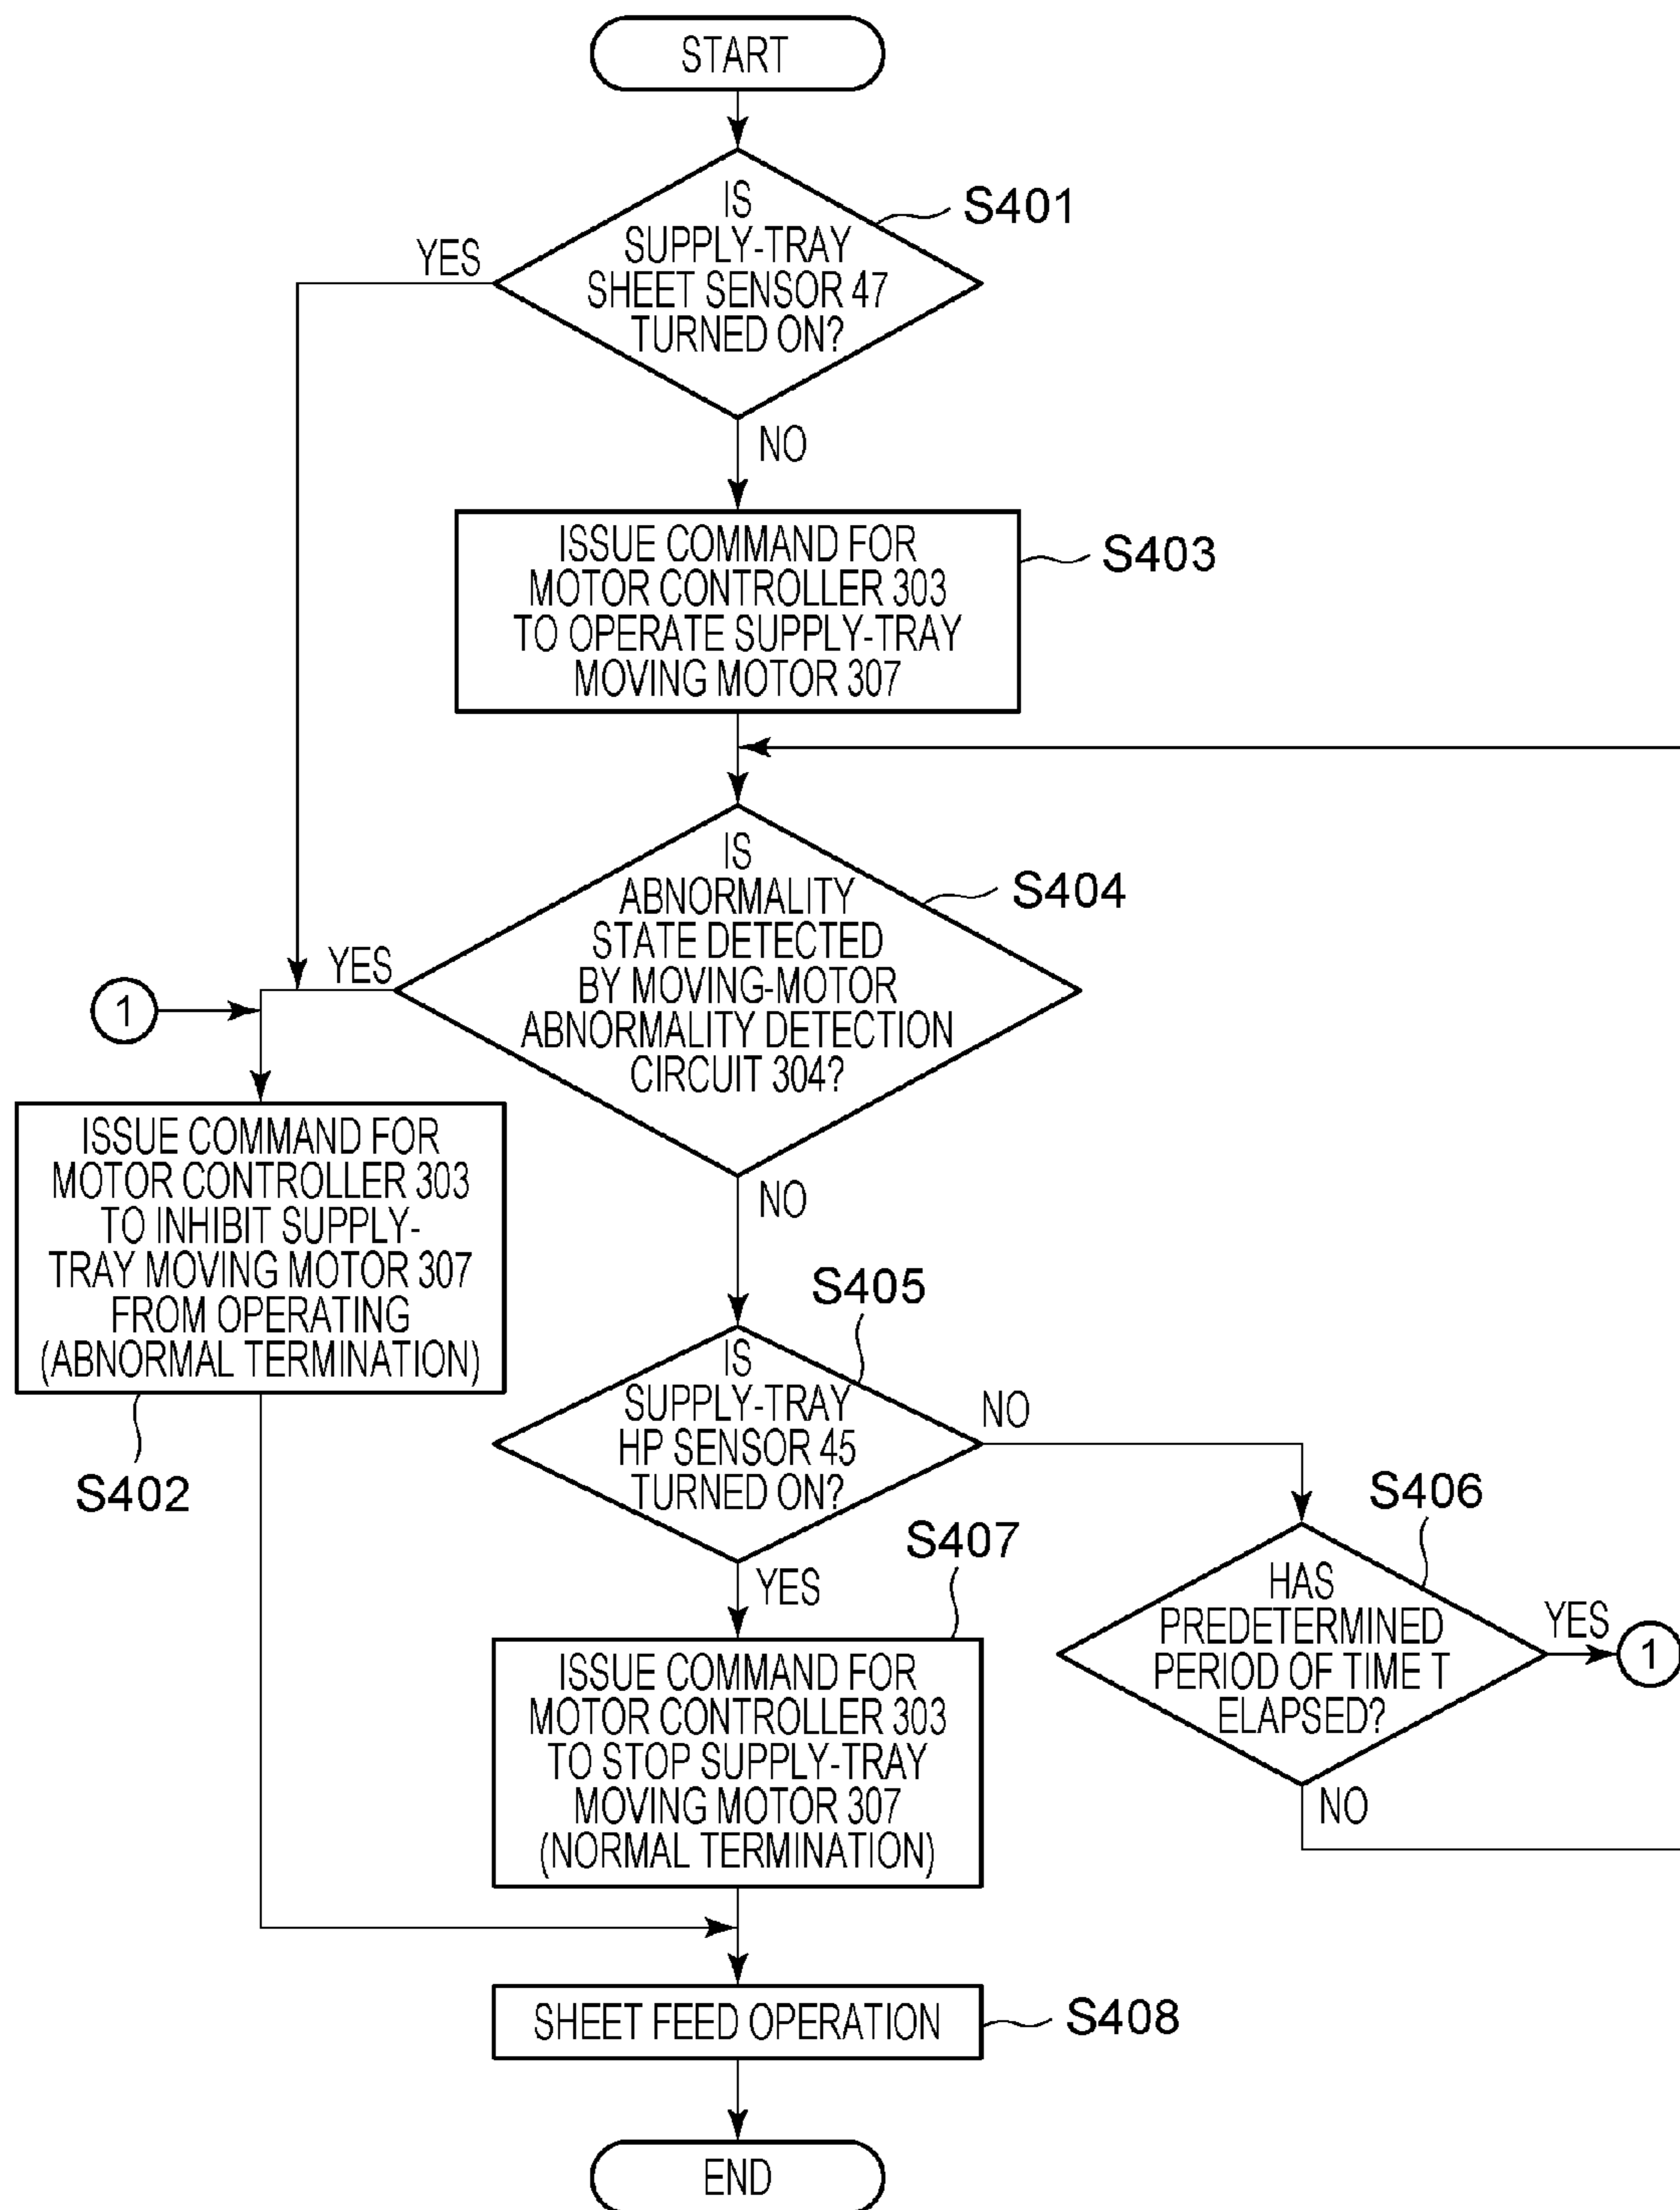 START
IS
SUPPLY-TRAY
SHEET SENSOR 47
TURNED ON?
S401
YES
NO
ISSUE COMMAND FOR
MOTOR CONTROLLER 303
TO OPERATE SUPPLY-TRAY
MOVING MOTOR 307
S403
IS
ABNORMALITY
STATE DETECTED
BY MOVING-MOTOR
ABNORMALITY DETECTION
CIRCUIT 304?
S404
YES
1
NO
ISSUE COMMAND FOR
MOTOR CONTROLLER 303
TO INHIBIT SUPPLY-
TRAY MOVING MOTOR 307
FROM OPERATING
(ABNORMAL TERMINATION)
S402
S405
IS
SUPPLY-TRAY
HP SENSOR 45
TURNED ON?
NO
YES
S406
HAS
PREDETERMINED
PERIOD OF TIME T
ELAPSED?
YES
1
NO
S407
ISSUE COMMAND FOR
MOTOR CONTROLLER 303
TO STOP SUPPLY-TRAY
MOVING MOTOR 307
(NORMAL TERMINATION)
SHEET FEED OPERATION
S408
END